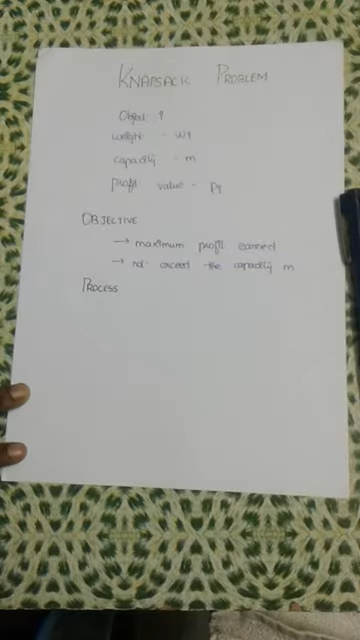 KNAPSACK PROBLEM
Object - i
weight - wi
capacity - m
profit value - pi
OBJECTIVE
→ maximum profit earned
→ not exceed the capacity m
PROCESS